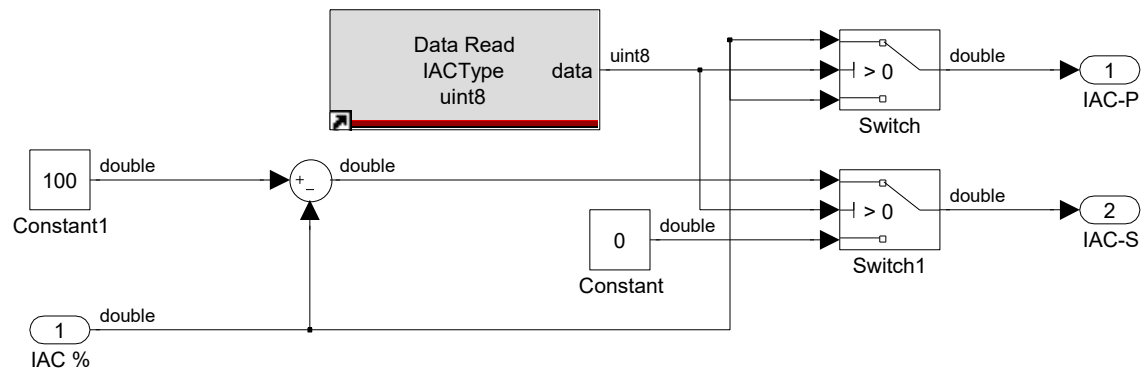 Data Read
IACType
uint8
data
uint8
double
> 0
Switch
double
1
IAC-P
100
double
Constant1
+
−
double
0
double
Constant
> 0
Switch1
double
2
IAC-S
1
double
IAC %